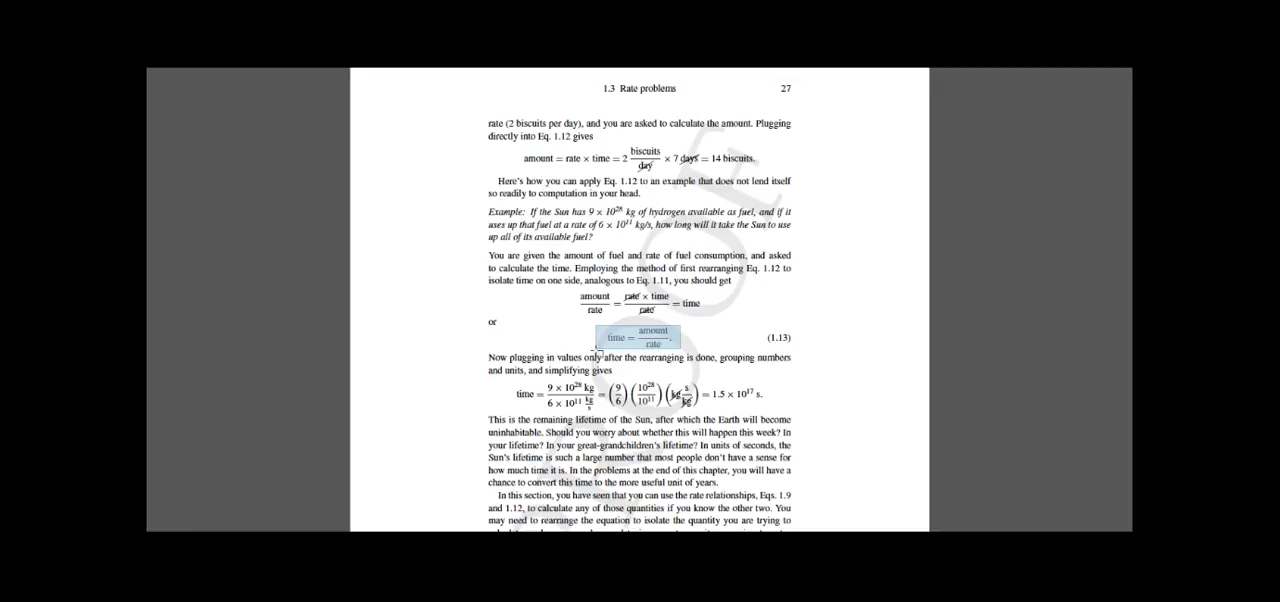 1.3 Rate problems 27
rate (2 biscuits per day), and you are asked to calculate the amount. Plugging
directly into Eq. 1.12 gives
amount = rate × time = 2 biscuits/day × 7 days = 14 biscuits.
Here's how you can apply Eq. 1.12 to an example that does not lend itself
so readily to computation in your head.
Example: If the Sun has 9 × 10²⁸ kg of hydrogen available as fuel, and if it
uses up that fuel at a rate of 6 × 10¹¹ kg/s, how long will it take the Sun to use
up all of its available fuel?
You are given the amount of fuel and rate of fuel consumption, and asked
to calculate the time. Employing the method of first rearranging Eq. 1.12 to
isolate time on one side, analogous to Eq. 1.11, you should get
amount/rate = rate × time/rate = time
or
time = amount/rate. (1.13)
Now plugging in values only after the rearranging is done, grouping numbers
and units, and simplifying gives
time = 9 × 10²⁸ kg / 6 × 10¹¹ kg/s = (9/6) (10²⁸/10¹¹) (kg s/kg) = 1.5 × 10¹⁷ s.
This is the remaining lifetime of the Sun, after which the Earth will become
uninhabitable. Should you worry about whether this will happen this week? In
your lifetime? In your great-grandchildren's lifetime? In units of seconds, the
Sun's lifetime is such a large number that most people don't have a sense for
how much time it is. In the problems at the end of this chapter, you will have a
chance to convert this time to the more useful unit of years.
In this section, you have seen that you can use the rate relationships, Eqs. 1.9
and 1.12, to calculate any of those quantities if you know the other two. You
may need to rearrange the equation to isolate the quantity you are trying to